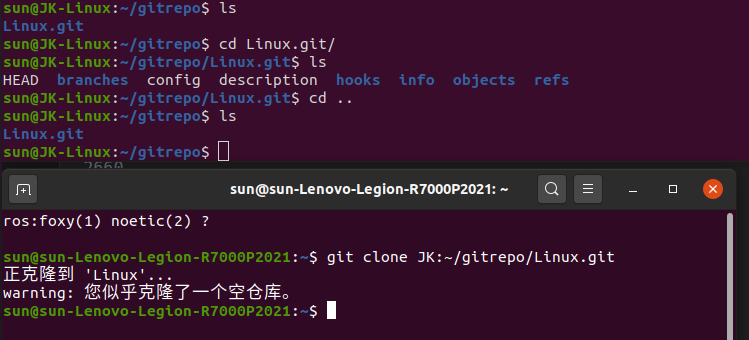 sun@JK-Linux:~/gitrepo$ ls
Linux.git
sun@JK-Linux:~/gitrepo$ cd Linux.git/
sun@JK-Linux:~/gitrepo/Linux.git$ ls
HEAD branches config description hooks info objects refs
sun@JK-Linux:~/gitrepo/Linux.git$ cd ..
sun@JK-Linux:~/gitrepo$ ls
Linux.git
sun@JK-Linux:~/gitrepo$
2660
sun@sun-Lenovo-Legion-R7000P2021: ~
ros:foxy(1) noetic(2) ?
sun@sun-Lenovo-Legion-R7000P2021:~$ git clone JK:~/gitrepo/Linux.git
正克隆到 'Linux'...
warning: 您似乎克隆了一个空仓库。
sun@sun-Lenovo-Legion-R7000P2021:~$